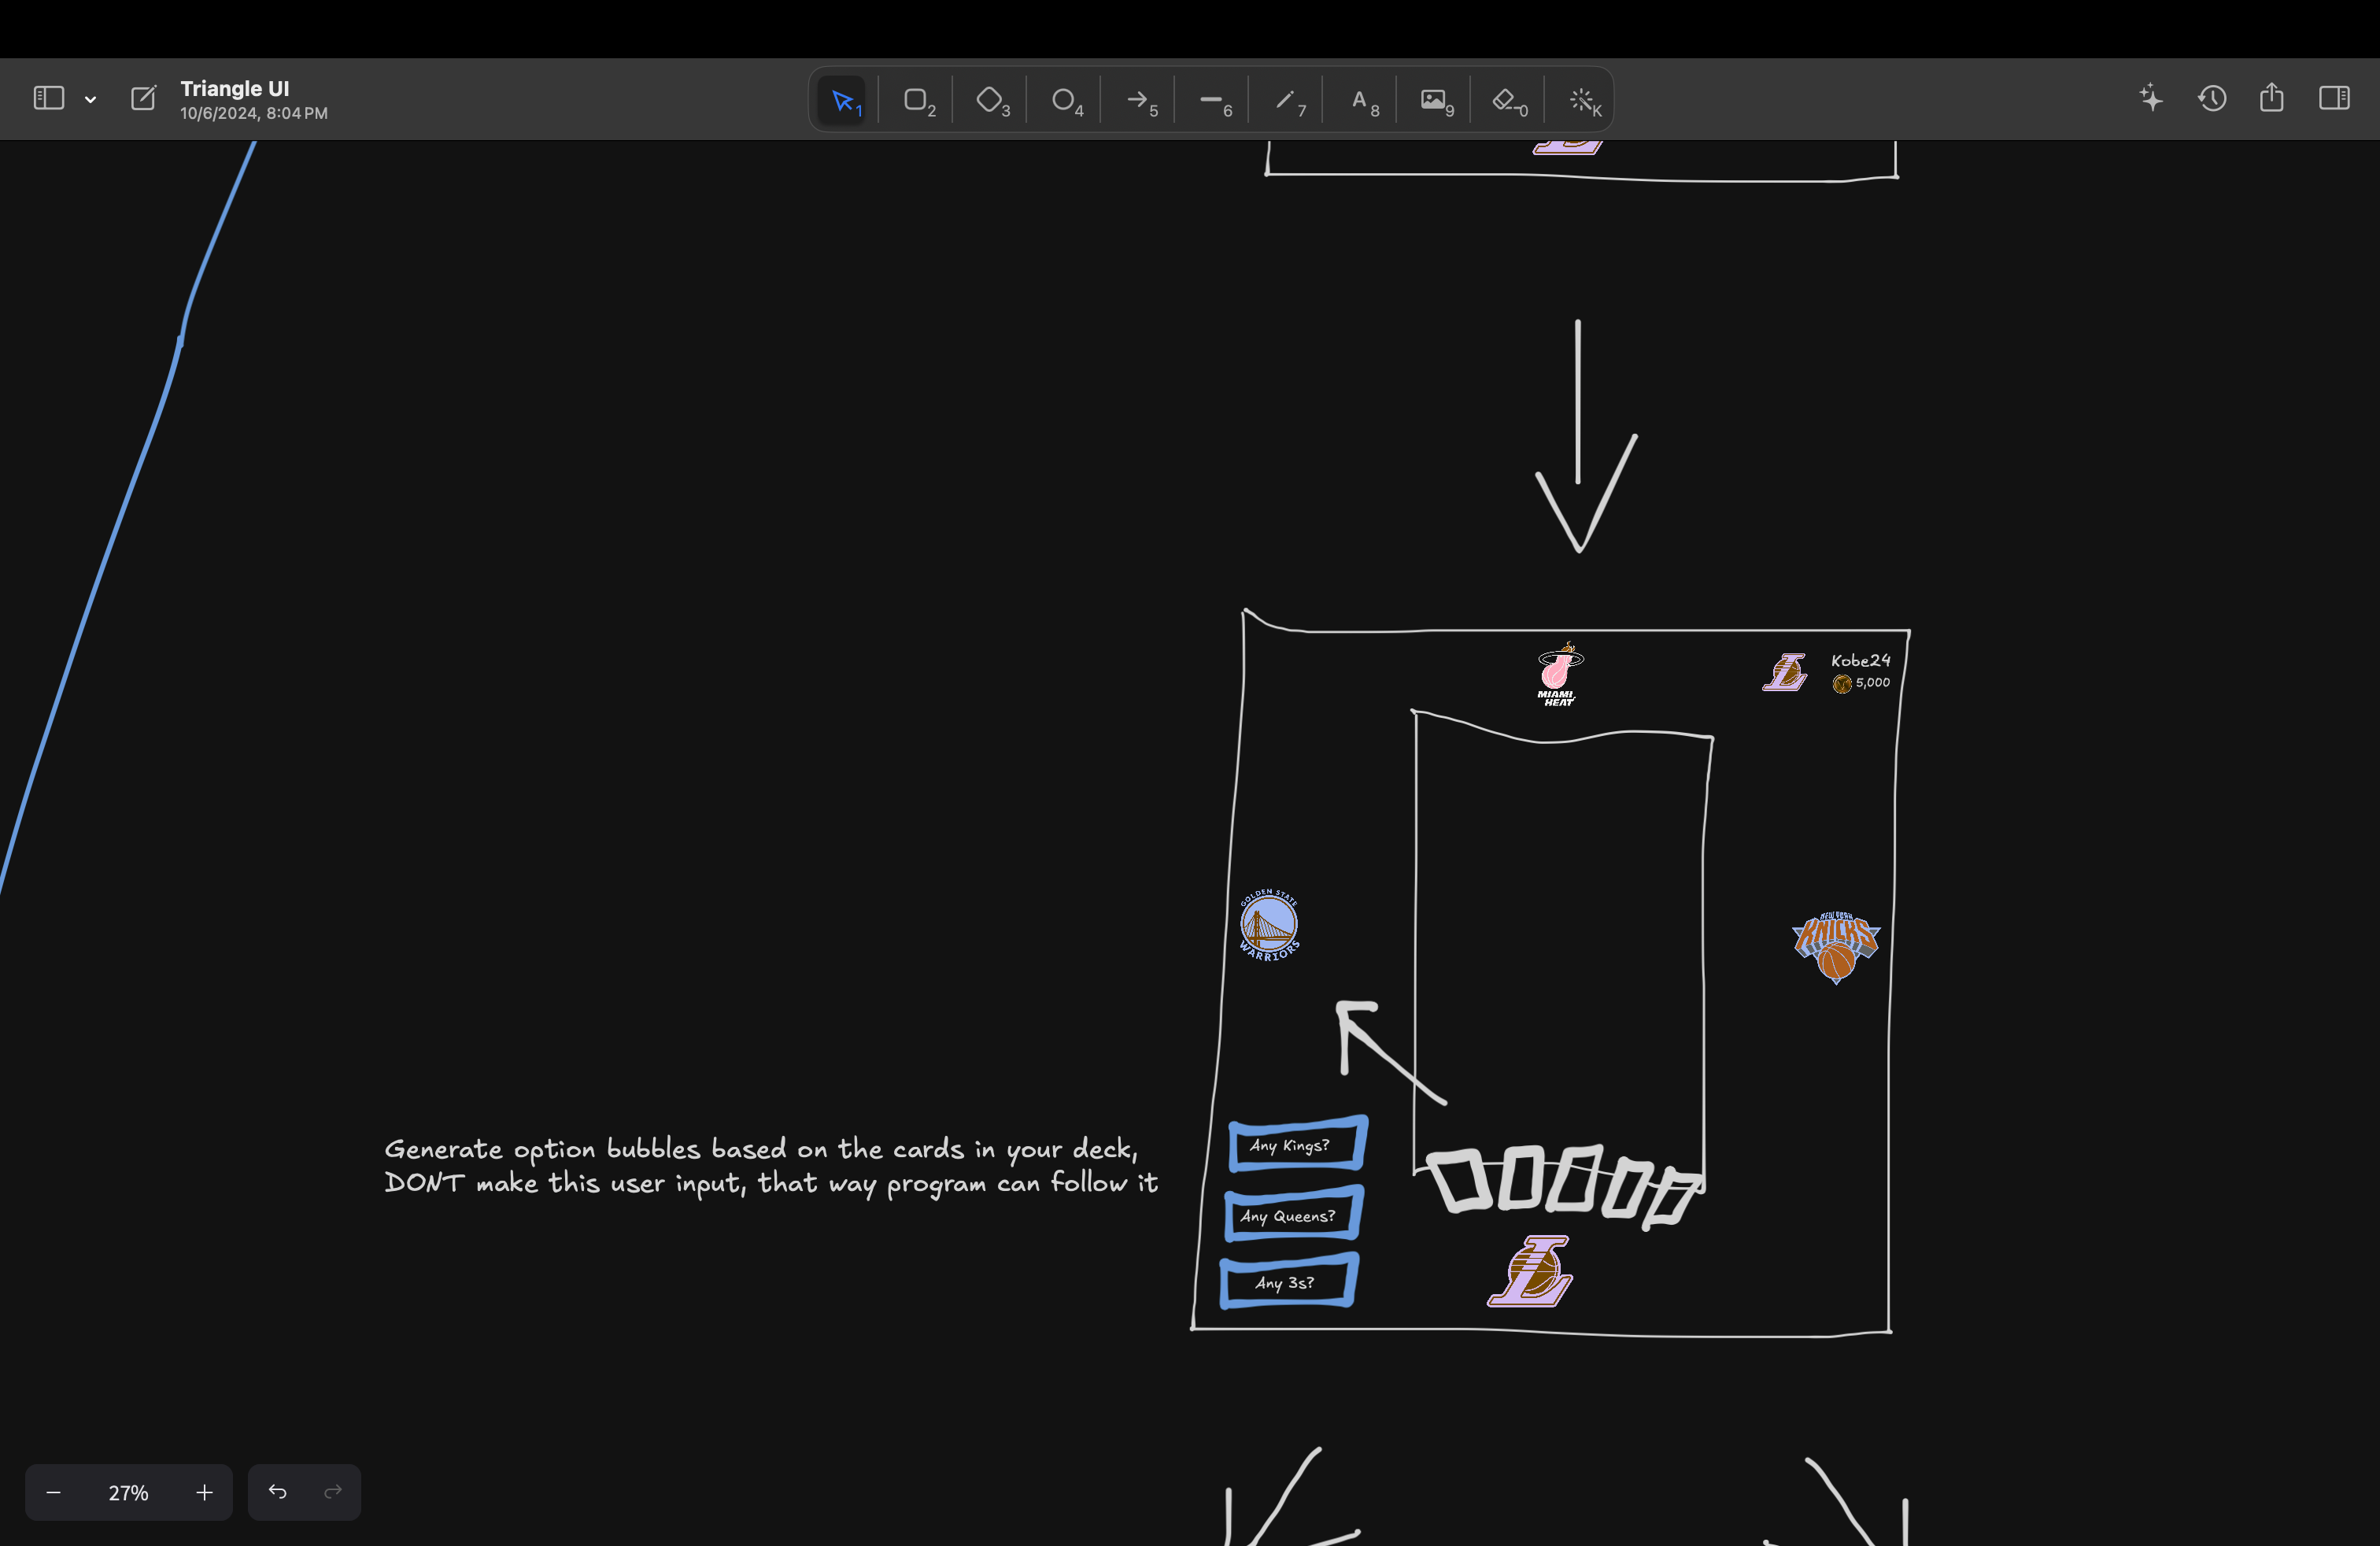 Triangle UI
10/6/2024, 8:04 PM
1
2
3
4
5
6
7
A 8
9
0
K
MIAMI
HEAT
Kobe24
5,000
GOLDEN STATE
WARRIORS
NEW YORK
KNICKS
Generate option bubbles based on the cards in your deck,
DONT make this user input, that way program can follow it
Any Kings?
Any Queens?
Any 3s?
L
27%